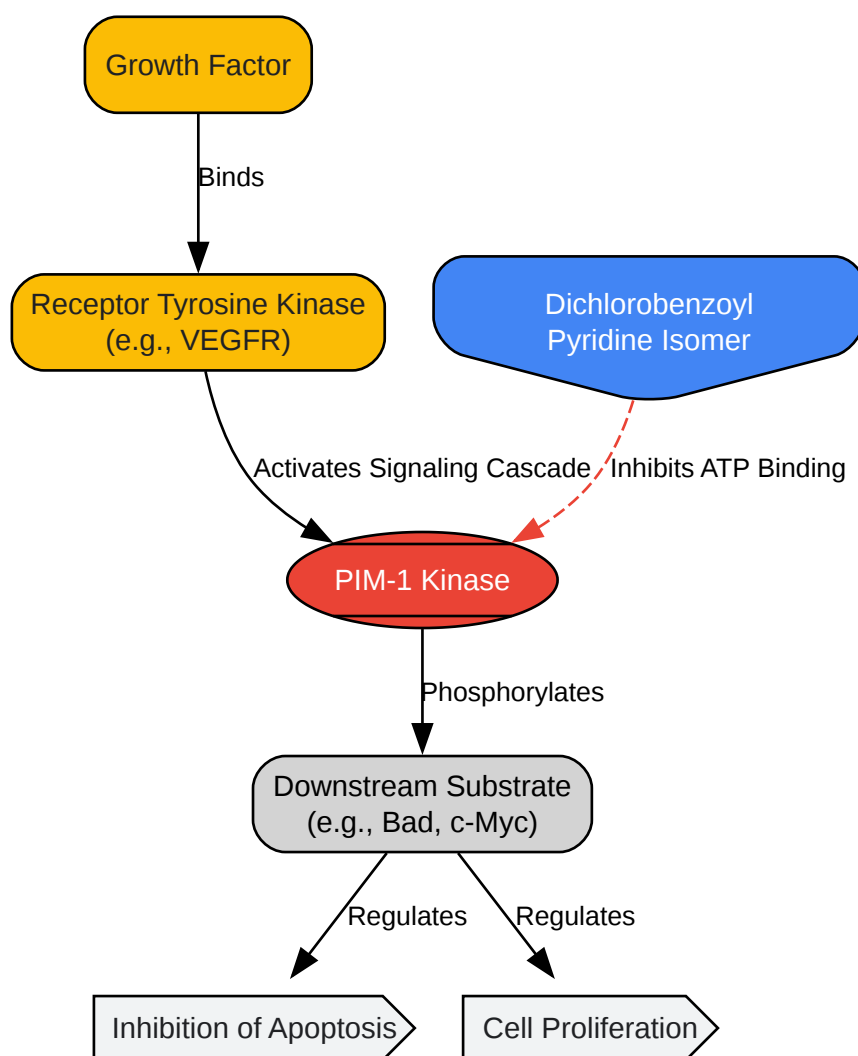 Growth Factor
Binds
Receptor Tyrosine Kinase
(e.g., VEGFR)
Dichlorobenzoyl
Pyridine Isomer
Activates Signaling Cascade
Inhibits ATP Binding
PIM-1 Kinase
Phosphorylates
Downstream Substrate
(e.g., Bad, c-Myc)
Regulates
Regulates
Inhibition of Apoptosis
Cell Proliferation